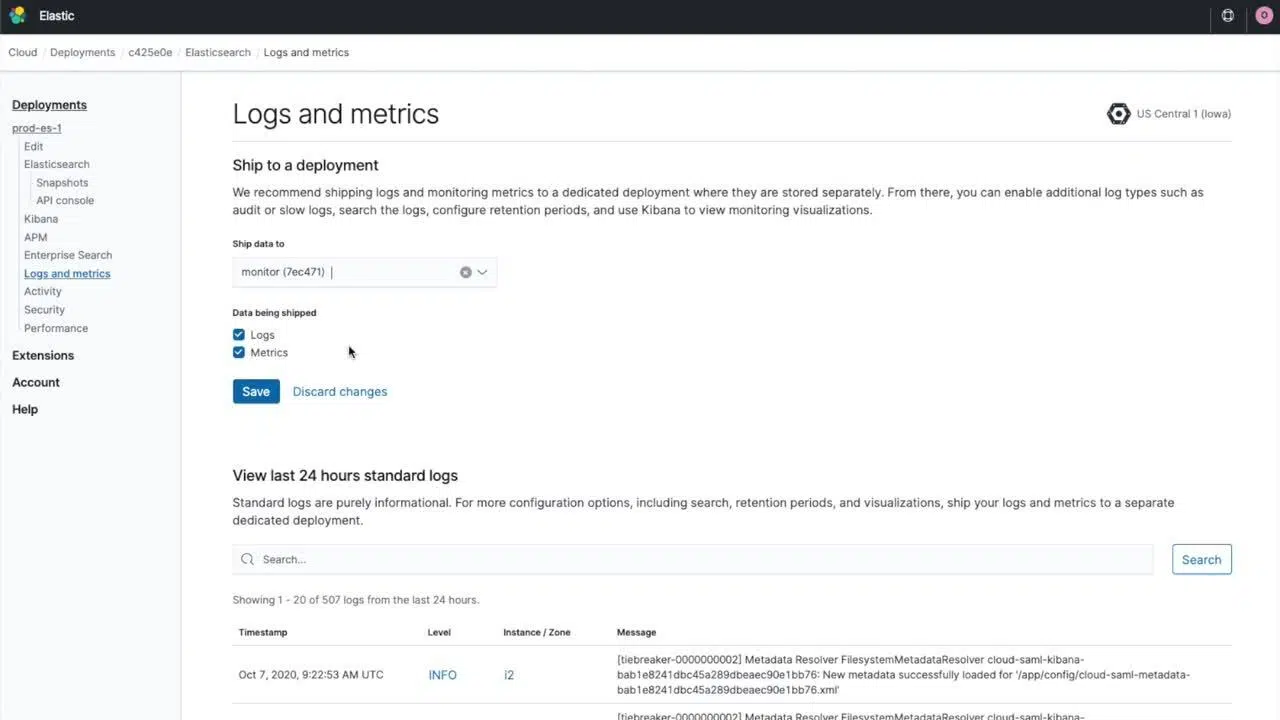 Elastic
Cloud / Deployments / c425e0e / Elasticsearch / Logs and metrics
Deployments
prod-es-1
Edit
Elasticsearch
Snapshots
API console
Kibana
APM
Enterprise Search
Logs and metrics
Activity
Security
Performance
Extensions
Account
Help
Logs and metrics
US Central 1 (Iowa)
Ship to a deployment
We recommend shipping logs and monitoring metrics to a dedicated deployment where they are stored separately. From there, you can enable additional log types such as
audit or slow logs, search the logs, configure retention periods, and use Kibana to view monitoring visualizations.
Ship data to
monitor (7ec471)
Data being shipped
Logs
Metrics
Save Discard changes
View last 24 hours standard logs
Standard logs are purely informational. For more configuration options, including search, retention periods, and visualizations, ship your logs and metrics to a separate
dedicated deployment.
Search...
Search
Showing 1 - 20 of 507 logs from the last 24 hours.
Timestamp Level Instance / Zone Message
Oct 7, 2020, 9:22:53 AM UTC INFO i2
[tiebreaker-0000000002] Metadata Resolver FilesystemMetadataResolver cloud-saml-kibana-
bab1e8241dbc45a289dbeaec90e1bb76: New metadata successfully loaded for '/app/config/cloud-saml-metadata-
bab1e8241dbc45a289dbeaec90e1bb76.xml'
[tiebreaker-0000000002] Metadata Resolver FilesystemMetadataResolver cloud-saml-kibana-